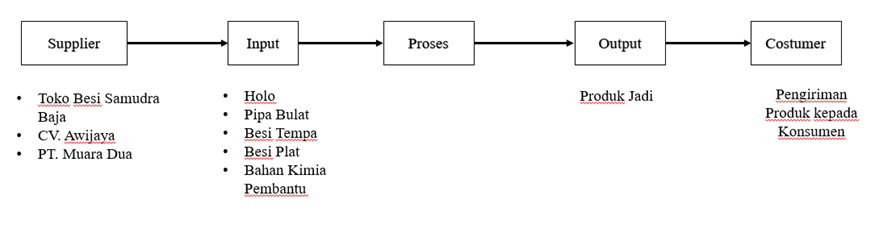 Supplier
Input
Proses
Output
Costumer
• Toko Besi Samudra
Baja
• CV. Awijaya
• PT. Muara Dua
• Holo
• Pipa Bulat
• Besi Tempa
• Besi Plat
• Bahan Kimia
Pembantu
Produk Jadi
Pengiriman
Produk kepada
Konsumen